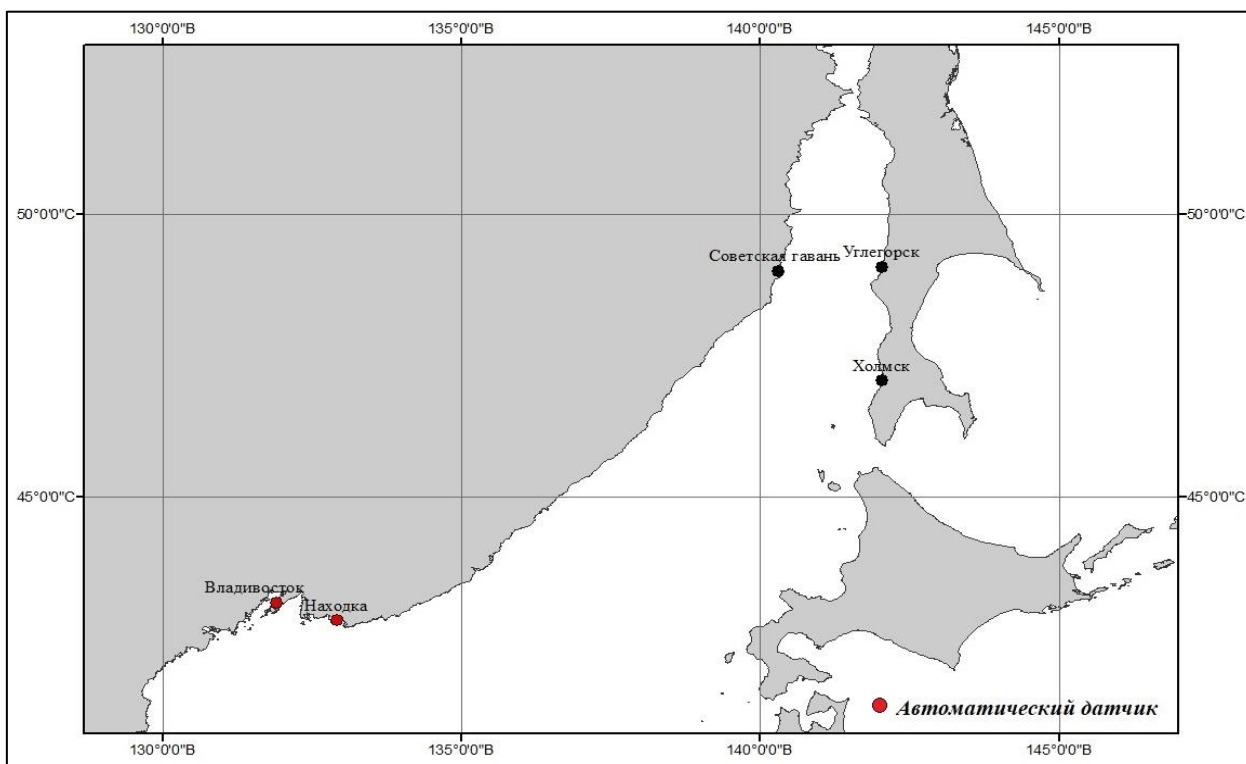 130°0'0"В 135°0'0"В 140°0'0"В 145°0'0"В
50°0'0"С 50°0'0"С
Советская гавань Углегорск
Холмск
45°0'0"С 45°0'0"С
Владивосток
Находка
Автоматический датчик
130°0'0"В 135°0'0"В 140°0'0"В 145°0'0"В